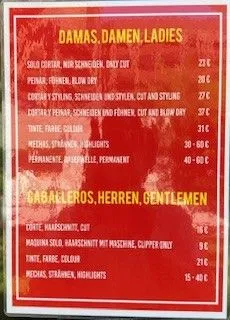 DAMAS, DAMEN, LADIES
SOLO CORTAR, NUR SCHNEIDEN, ONLY CUT 23 €
PEINAR, FÖHNEN, BLOW DRY 20 €
CORTAR Y STYLING, SCHNEIDEN UND STYLEN, CUT AND STYLING 27 €
CORTAR Y PEINAR, SCHNEIDEN UND FÖHNEN, CUT AND BLOW DRY 37 €
TINTE, FARBE, COLOUR 31 €
MECHAS, STRÄHNEN, HIGHLIGHTS 30 - 60 €
PERMANENTE, DAUERWELLE, PERMANENT 40 - 60 €
CABALLEROS, HERREN, GENTLEMEN
CORTE, HAARSCHNITT, CUT 16 €
MAQUINA SOLO, HAARSCHNITT MIT MASCHINE, CLIPPER ONLY 9 €
TINTE, FARBE, COLOUR 21 €
MECHAS, STRÄHNEN, HIGHLIGHTS 15 - 40 €